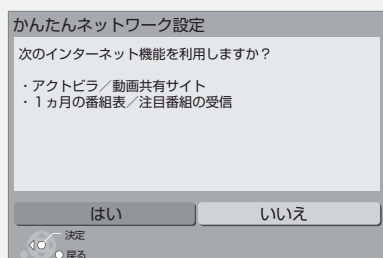 かんたんネットワーク設定
次のインターネット機能を利用しますか？
・アクトビラ／動画共有サイト
・１ヵ月の番組表／注目番組の受信
はい
いいえ
決定
戻る